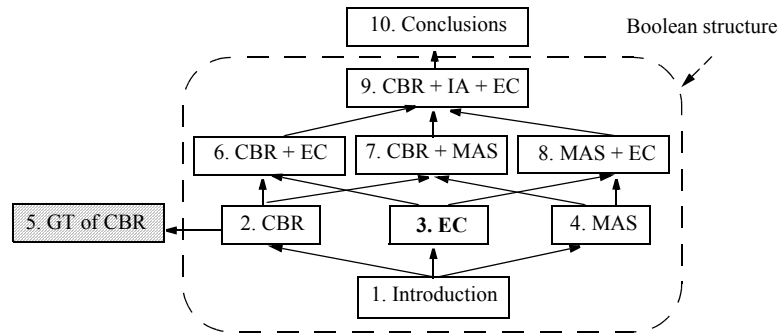 10. Conclusions
Boolean structure
9. CBR + IA + EC
6. CBR + EC
7. CBR + MAS
8. MAS + EC
5. GT of CBR
2. CBR
3. EC
4. MAS
1. Introduction